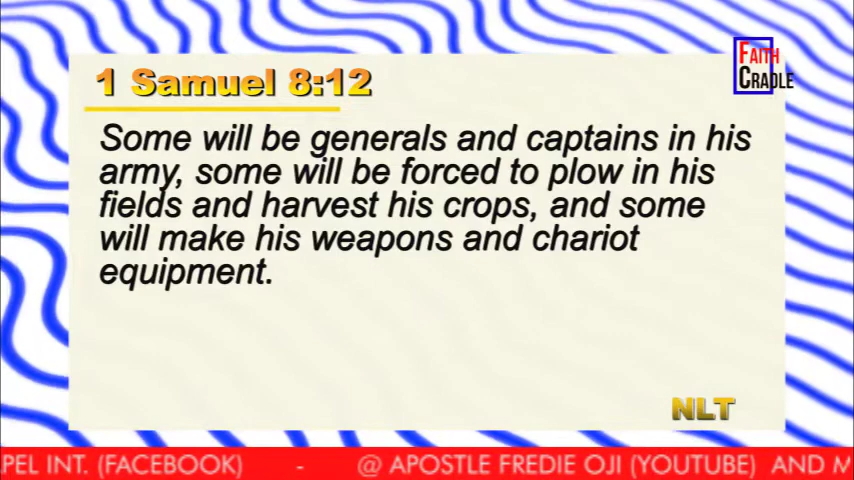 FAITH
CRADLE
1 Samuel 8:12
Some will be generals and captains in his
army, some will be forced to plow in his
fields and harvest his crops, and some
will make his weapons and chariot
equipment.
NLT
PEL INT. (FACEBOOK) - @ APOSTLE FREDIE OJI (YOUTUBE) AND M